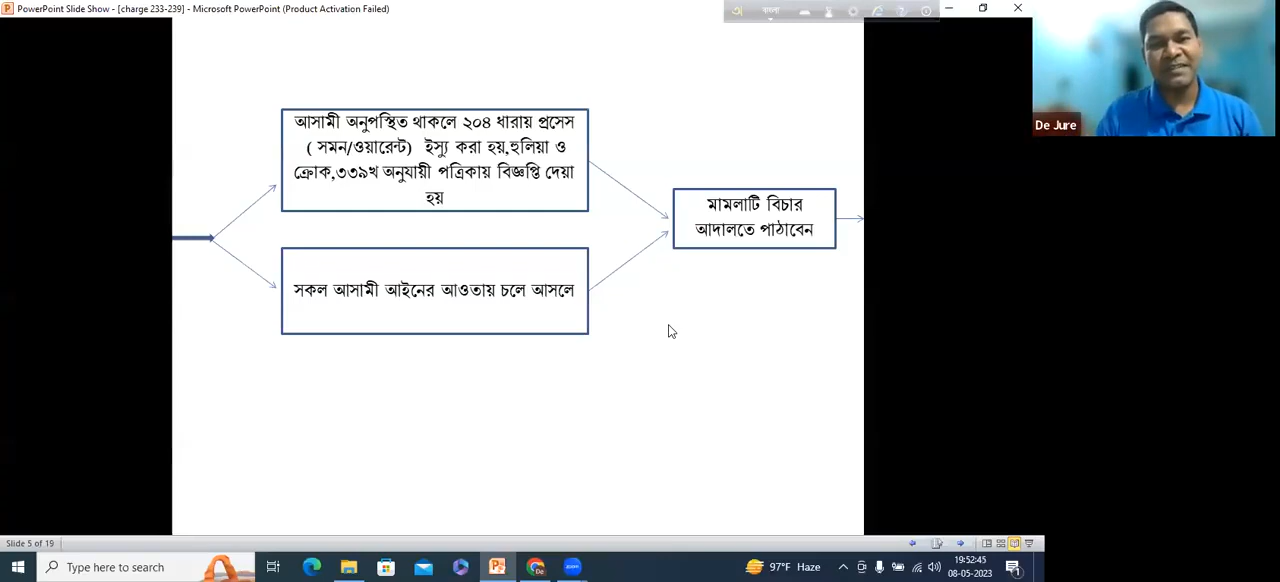 PowerPoint Slide Show - [charge 233-239] - Microsoft PowerPoint (Product Activation Failed)
বাংলা
De Jure
আসামী অনুপস্থিত থাকলে ২০৪ ধারায় প্রসেস
( সমন/ওয়ারেন্ট) ইস্যু করা হয়,হুলিয়া ও
ক্রোক,৩৩৯খ অনুযায়ী পত্রিকায় বিজ্ঞপ্তি দেয়া
হয়
মামলাটি বিচার
আদালতে পাঠাবেন
সকল আসামী আইনের আওতায় চলে আসলে
Slide 5 of 19
Type here to search
97°F Haze
19:52:45
08-05-2023